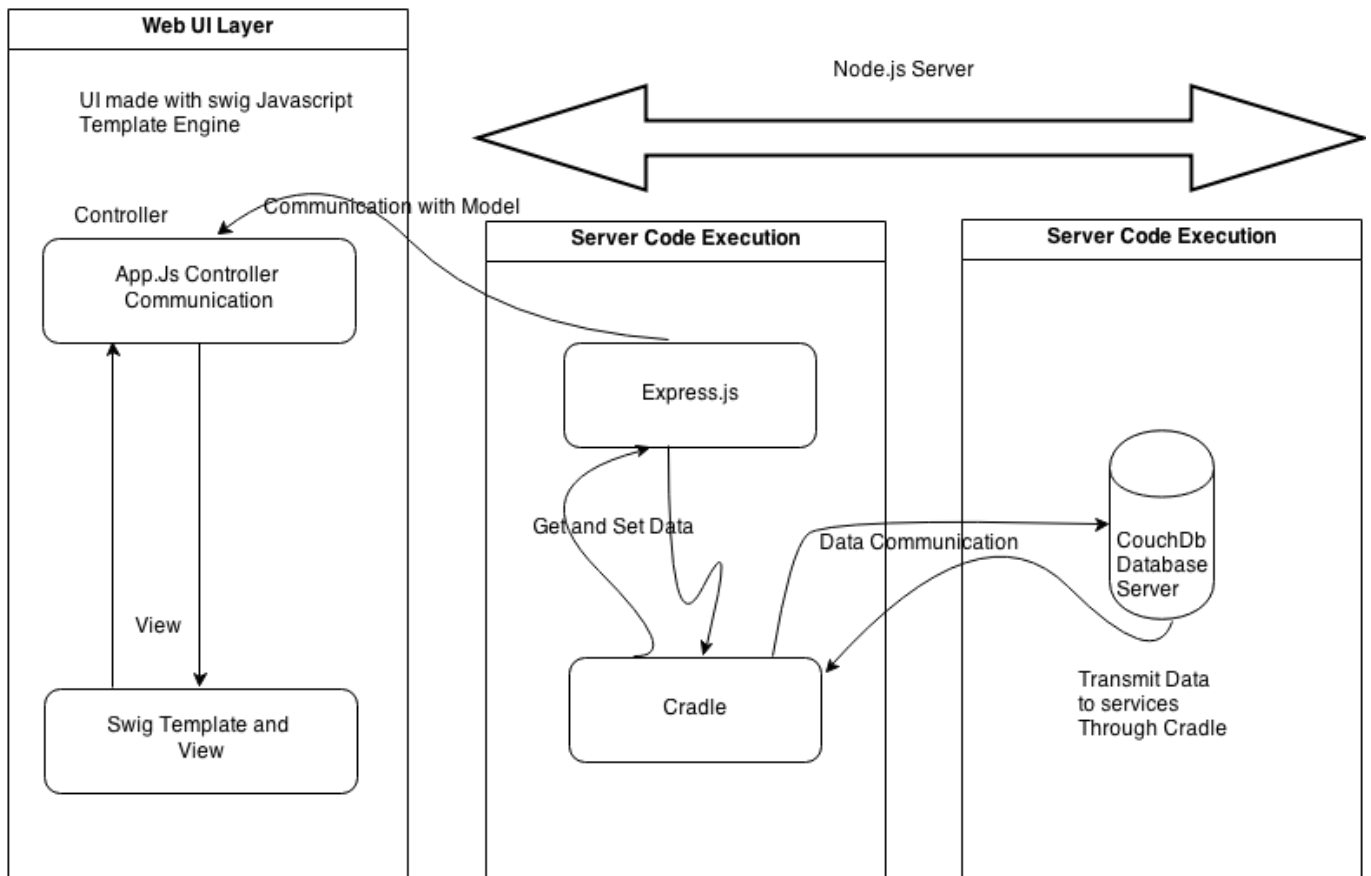 Web UI Layer
UI made with swig Javascript
Template Engine
Controller
App.Js Controller
Communication
View
Swig Template and
View
Node.js Server
Communication with Model
Server Code Execution
Express.js
Get and Set Data
Cradle
Data Communication
Server Code Execution
CouchDb
Database
Server
Transmit Data
to services
Through Cradle